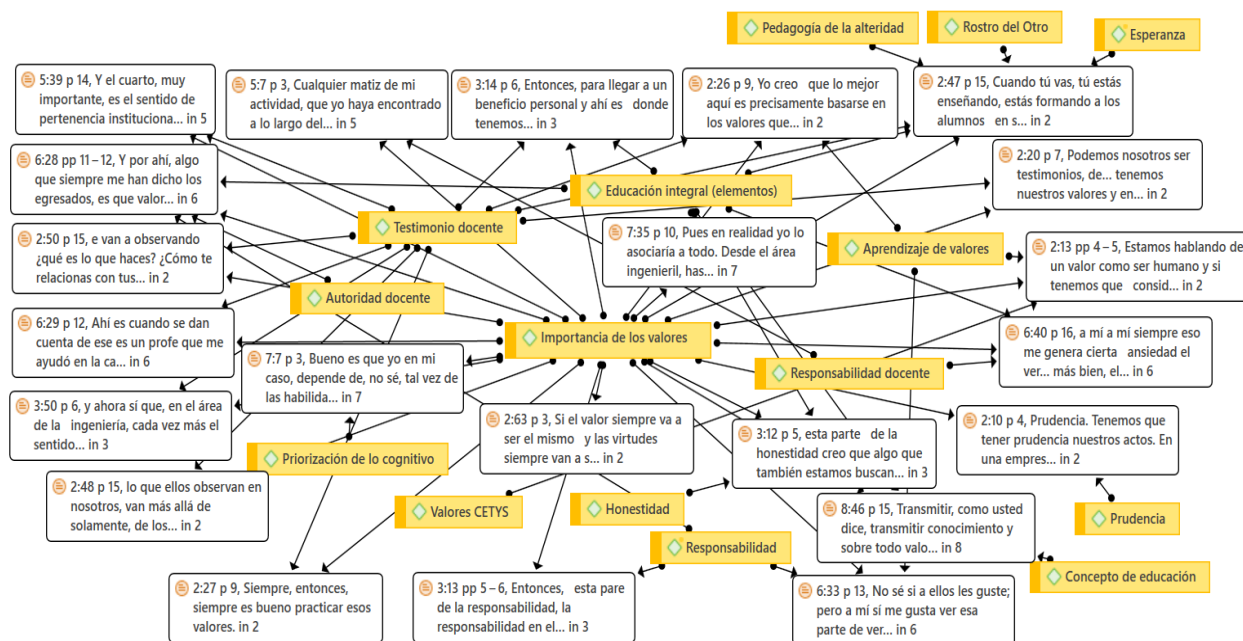 Pedagogía de la alteridad
Rostro del Otro
Esperanza
5:39 p 14, Y el cuarto, muy
importante, es el sentido de
pertenencia instituciona... in 5
5:7 p 3, Cualquier matiz de mi
actividad, que yo haya encontrado
a lo largo del... in 5
3:14 p 6, Entonces, para llegar a un
beneficio personal y ahí es donde
tenemos... in 3
2:26 p 9, Yo creo que lo mejor
aquí es precisamente basarse en
los valores que... in 2
2:47 p 15, Cuando tú vas, tú estás
enseñando, estás formando a los
alumnos en s... in 2
6:28 pp 11 – 12, Y por ahí, algo
que siempre me han dicho los
egresados, es que valor... in 6
Educación integral (elementos)
2:20 p 7, Podemos nosotros ser
testimonios, de... tenemos
nuestros valores y en... in 2
Testimonio docente
7:35 p 10, Pues en realidad yo lo
asociaría a todo. Desde el área
ingenieril, has... in 7
Aprendizaje de valores
2:50 p 15, e van a observando
¿qué es lo que haces? ¿Cómo te
relacionas con tus... in 2
2:13 pp 4 – 5, Estamos hablando de
un valor como ser humano y si
tenemos que consid... in 2
Autoridad docente
6:29 p 12, Ahí es cuando se dan
cuenta de ese es un profe que me
ayudó en la ca... in 6
Importancia de los valores
6:40 p 16, a mí a mí siempre eso
me genera cierta ansiedad el
ver... más bien, el... in 6
7:7 p 3, Bueno es que yo en mi
caso, depende de, no sé, tal vez de
las habilida... in 7
Responsabilidad docente
3:50 p 6, y ahora sí que, en el área
de la ingeniería, cada vez más el
sentido... in 3
2:63 p 3, Si el valor siempre va a
ser el mismo y las virtudes
siempre van a s... in 2
3:12 p 5, esta parte de la
honestidad creo que algo que
también estamos buscan... in 3
2:10 p 4, Prudencia. Tenemos que
tener prudencia nuestros actos. En
una empres... in 2
Priorización de lo cognitivo
2:48 p 15, lo que ellos observan en
nosotros, van más allá de
solamente, de los... in 2
Valores CETYS
Honestidad
8:46 p 15, Transmitir, como usted
dice, transmitir conocimiento y
sobre todo valo... in 8
Prudencia
Responsabilidad
2:27 p 9, Siempre, entonces,
siempre es bueno practicar esos
valores. in 2
3:13 pp 5 – 6, Entonces, esta pare
de la responsabilidad, la
responsabilidad en el... in 3
6:33 p 13, No sé si a ellos les guste;
pero a mí sí me gusta ver esa
parte de ver... in 6
Concepto de educación